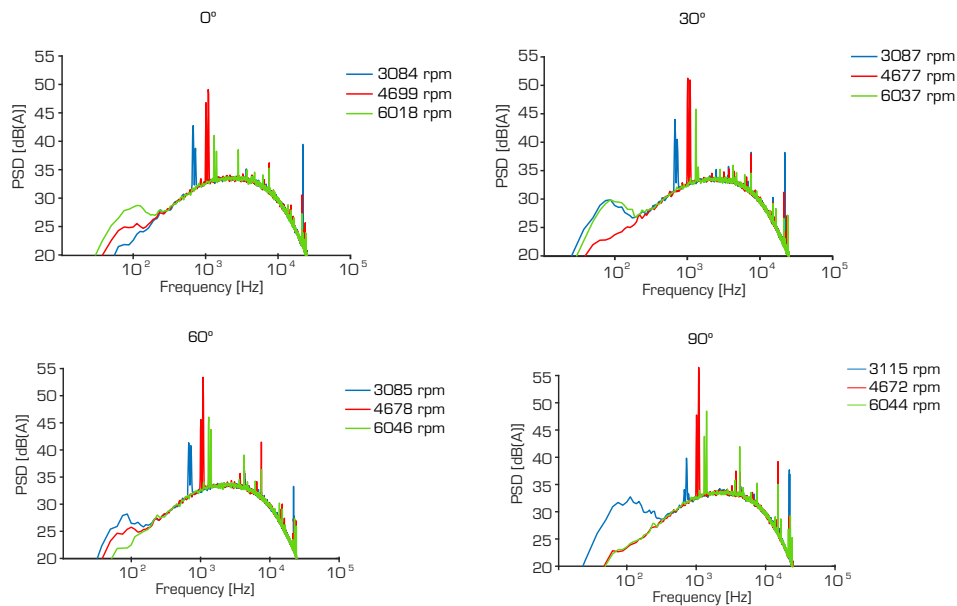 0º
55
50
45
40
35
30
25
20
PSD [dB(A)]
10² 10³ 10⁴ 10⁵
Frequency [Hz]
3084 rpm
4699 rpm
6018 rpm
30º
55
50
45
40
35
30
25
20
PSD [dB(A)]
10² 10³ 10⁴ 10⁵
Frequency [Hz]
3087 rpm
4677 rpm
6037 rpm
60º
55
50
45
40
35
30
25
20
PSD [dB(A)]
10² 10³ 10⁴ 10⁵
Frequency [Hz]
3085 rpm
4678 rpm
6046 rpm
90º
55
50
45
40
35
30
25
20
PSD [dB(A)]
10² 10³ 10⁴ 10⁵
Frequency [Hz]
3115 rpm
4672 rpm
6044 rpm